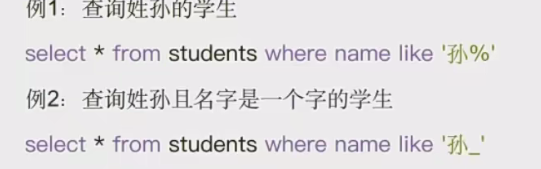 例1：查询姓孙的学生
select * from students where name like '孙%'
例2：查询姓孙且名字是一个字的学生
select * from students where name like '孙_'